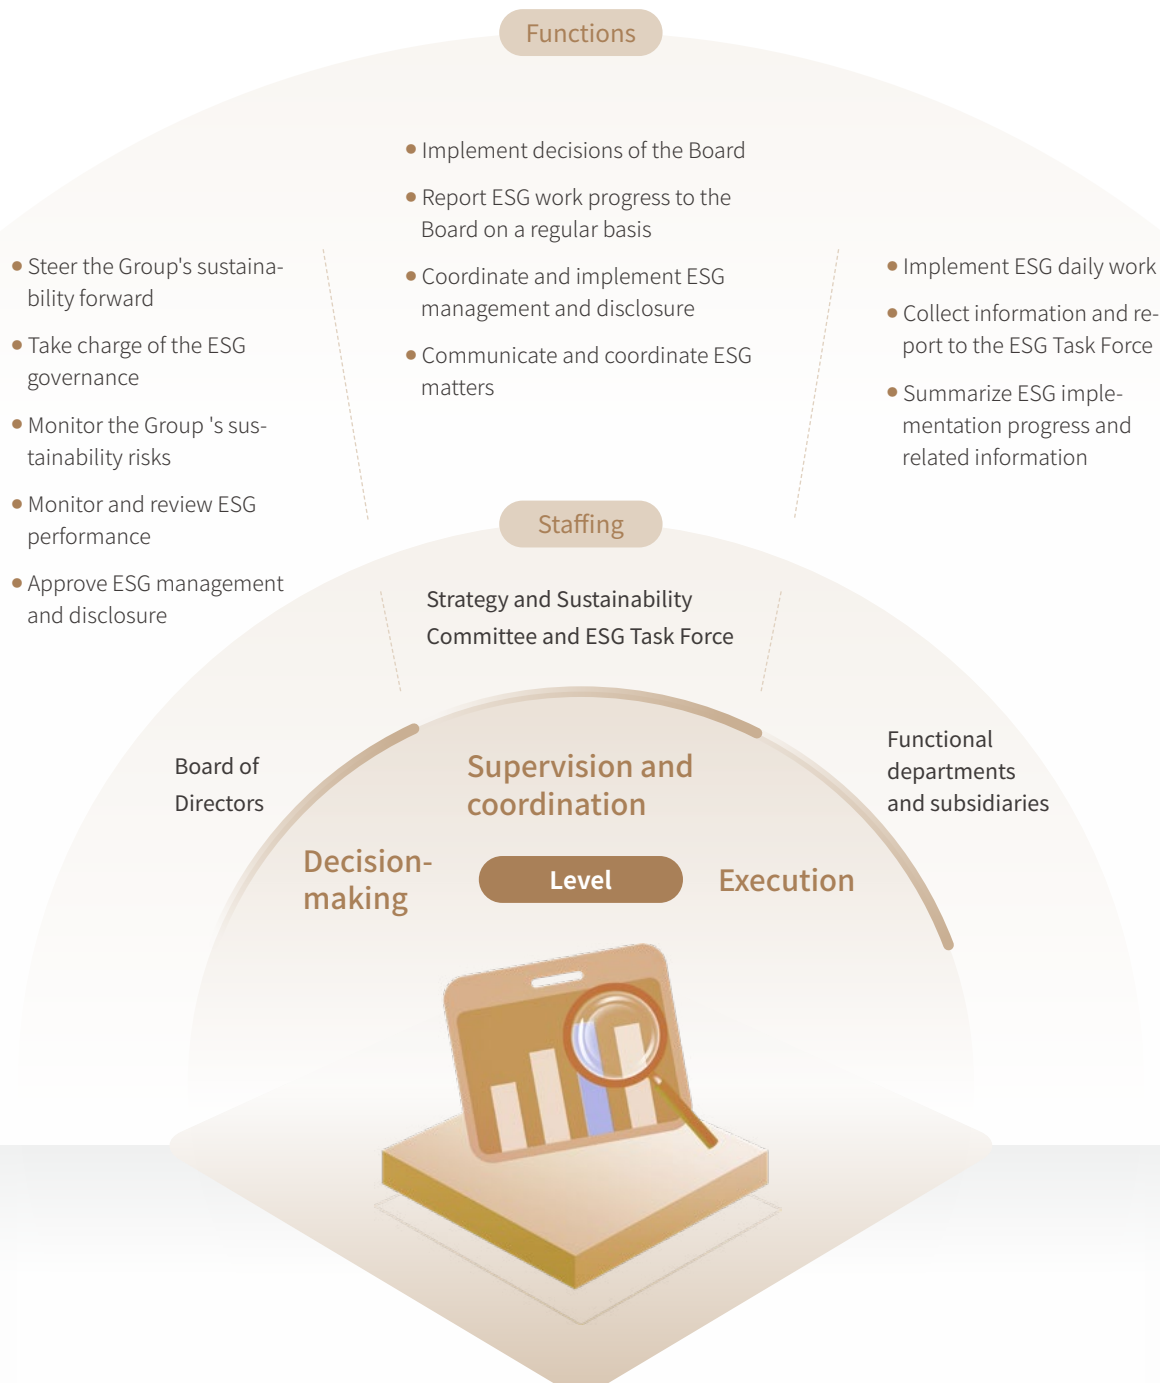 Functions
• Steer the Group's sustaina-
bility forward
• Take charge of the ESG
governance
• Monitor the Group 's sus-
tainability risks
• Monitor and review ESG
performance
• Approve ESG management
and disclosure
• Implement decisions of the Board
• Report ESG work progress to the
Board on a regular basis
• Coordinate and implement ESG
management and disclosure
• Communicate and coordinate ESG
matters
• Implement ESG daily work
• Collect information and re-
port to the ESG Task Force
• Summarize ESG imple-
mentation progress and
related information
Staffing
Board of
Directors
Strategy and Sustainability
Committee and ESG Task Force
Functional
departments
and subsidiaries
Level
Decision-
making
Supervision and
coordination
Execution